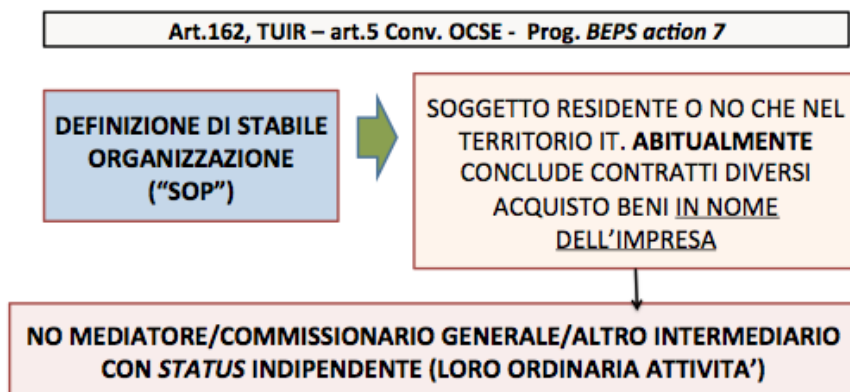 Art.162, TUIR – art.5 Conv. OCSE - Prog. BEPS action 7
DEFINIZIONE DI STABILE
ORGANIZZAZIONE
(“SOP”)
SOGGETTO RESIDENTE O NO CHE NEL
TERRITORIO IT. ABITUALMENTE
CONCLUDE CONTRATTI DIVERSI
ACQUISTO BENI IN NOME
DELL’IMPRESA
NO MEDIATORE/COMMISSIONARIO GENERALE/ALTRO INTERMEDIARIO
CON STATUS INDIPENDENTE (LORO ORDINARIA ATTIVITA’)